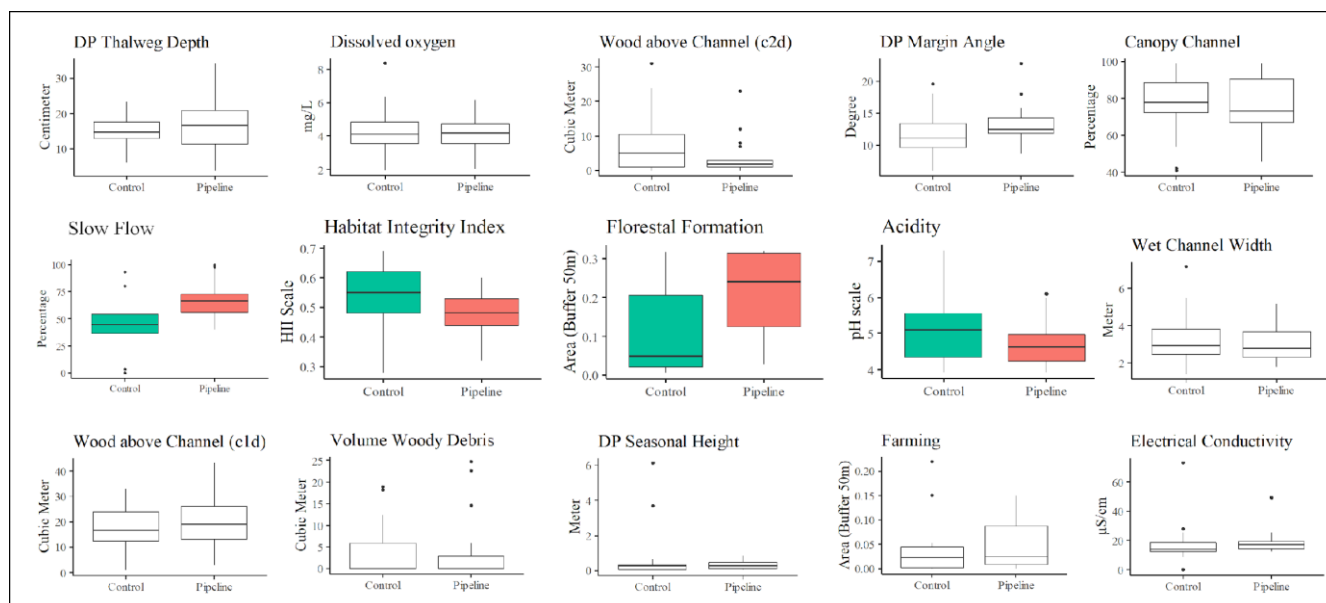 DP Thalweg Depth
Centimeter
30
20
10
Control Pipeline
Dissolved oxygen
mg/L
8
6
4
2
Control Pipeline
Wood above Channel (c2d)
Cubic Meter
30
20
10
0
Control Pipeline
DP Margin Angle
Degree
20
15
10
Control Pipeline
Canopy Channel
Percentage
100
80
60
40
Control Pipeline
Slow Flow
Percentage
100
75
50
25
0
Control Pipeline
Habitat Integrity Index
HII Scale
0.7
0.6
0.5
0.4
0.3
Control Pipeline
Florestal Formation
Area (Buffer 50m)
0.3
0.2
0.1
0.0
Control Pipeline
Acidity
pH scale
7
6
5
4
Control Pipeline
Wet Channel Width
Meter
6
4
2
Control Pipeline
Wood above Channel (c1d)
Cubic Meter
40
30
20
10
0
Control Pipeline
Volume Woody Debris
Cubic Meter
25
20
15
10
5
0
Control Pipeline
DP Seasonal Height
Meter
6
4
2
0
Control Pipeline
Farming
Area (Buffer 50m)
0.20
0.15
0.10
0.05
0.00
Control Pipeline
Electrical Conductivity
µS/cm
60
40
20
0
Control Pipeline